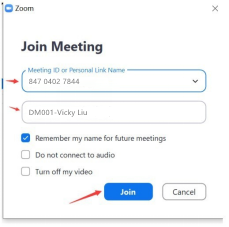 Zoom
Join Meeting
Meeting ID or Personal Link Name
847 0402 7844
DM001-Vicky Liu
Remember my name for future meetings
Do not connect to audio
Turn off my video
Join Cancel